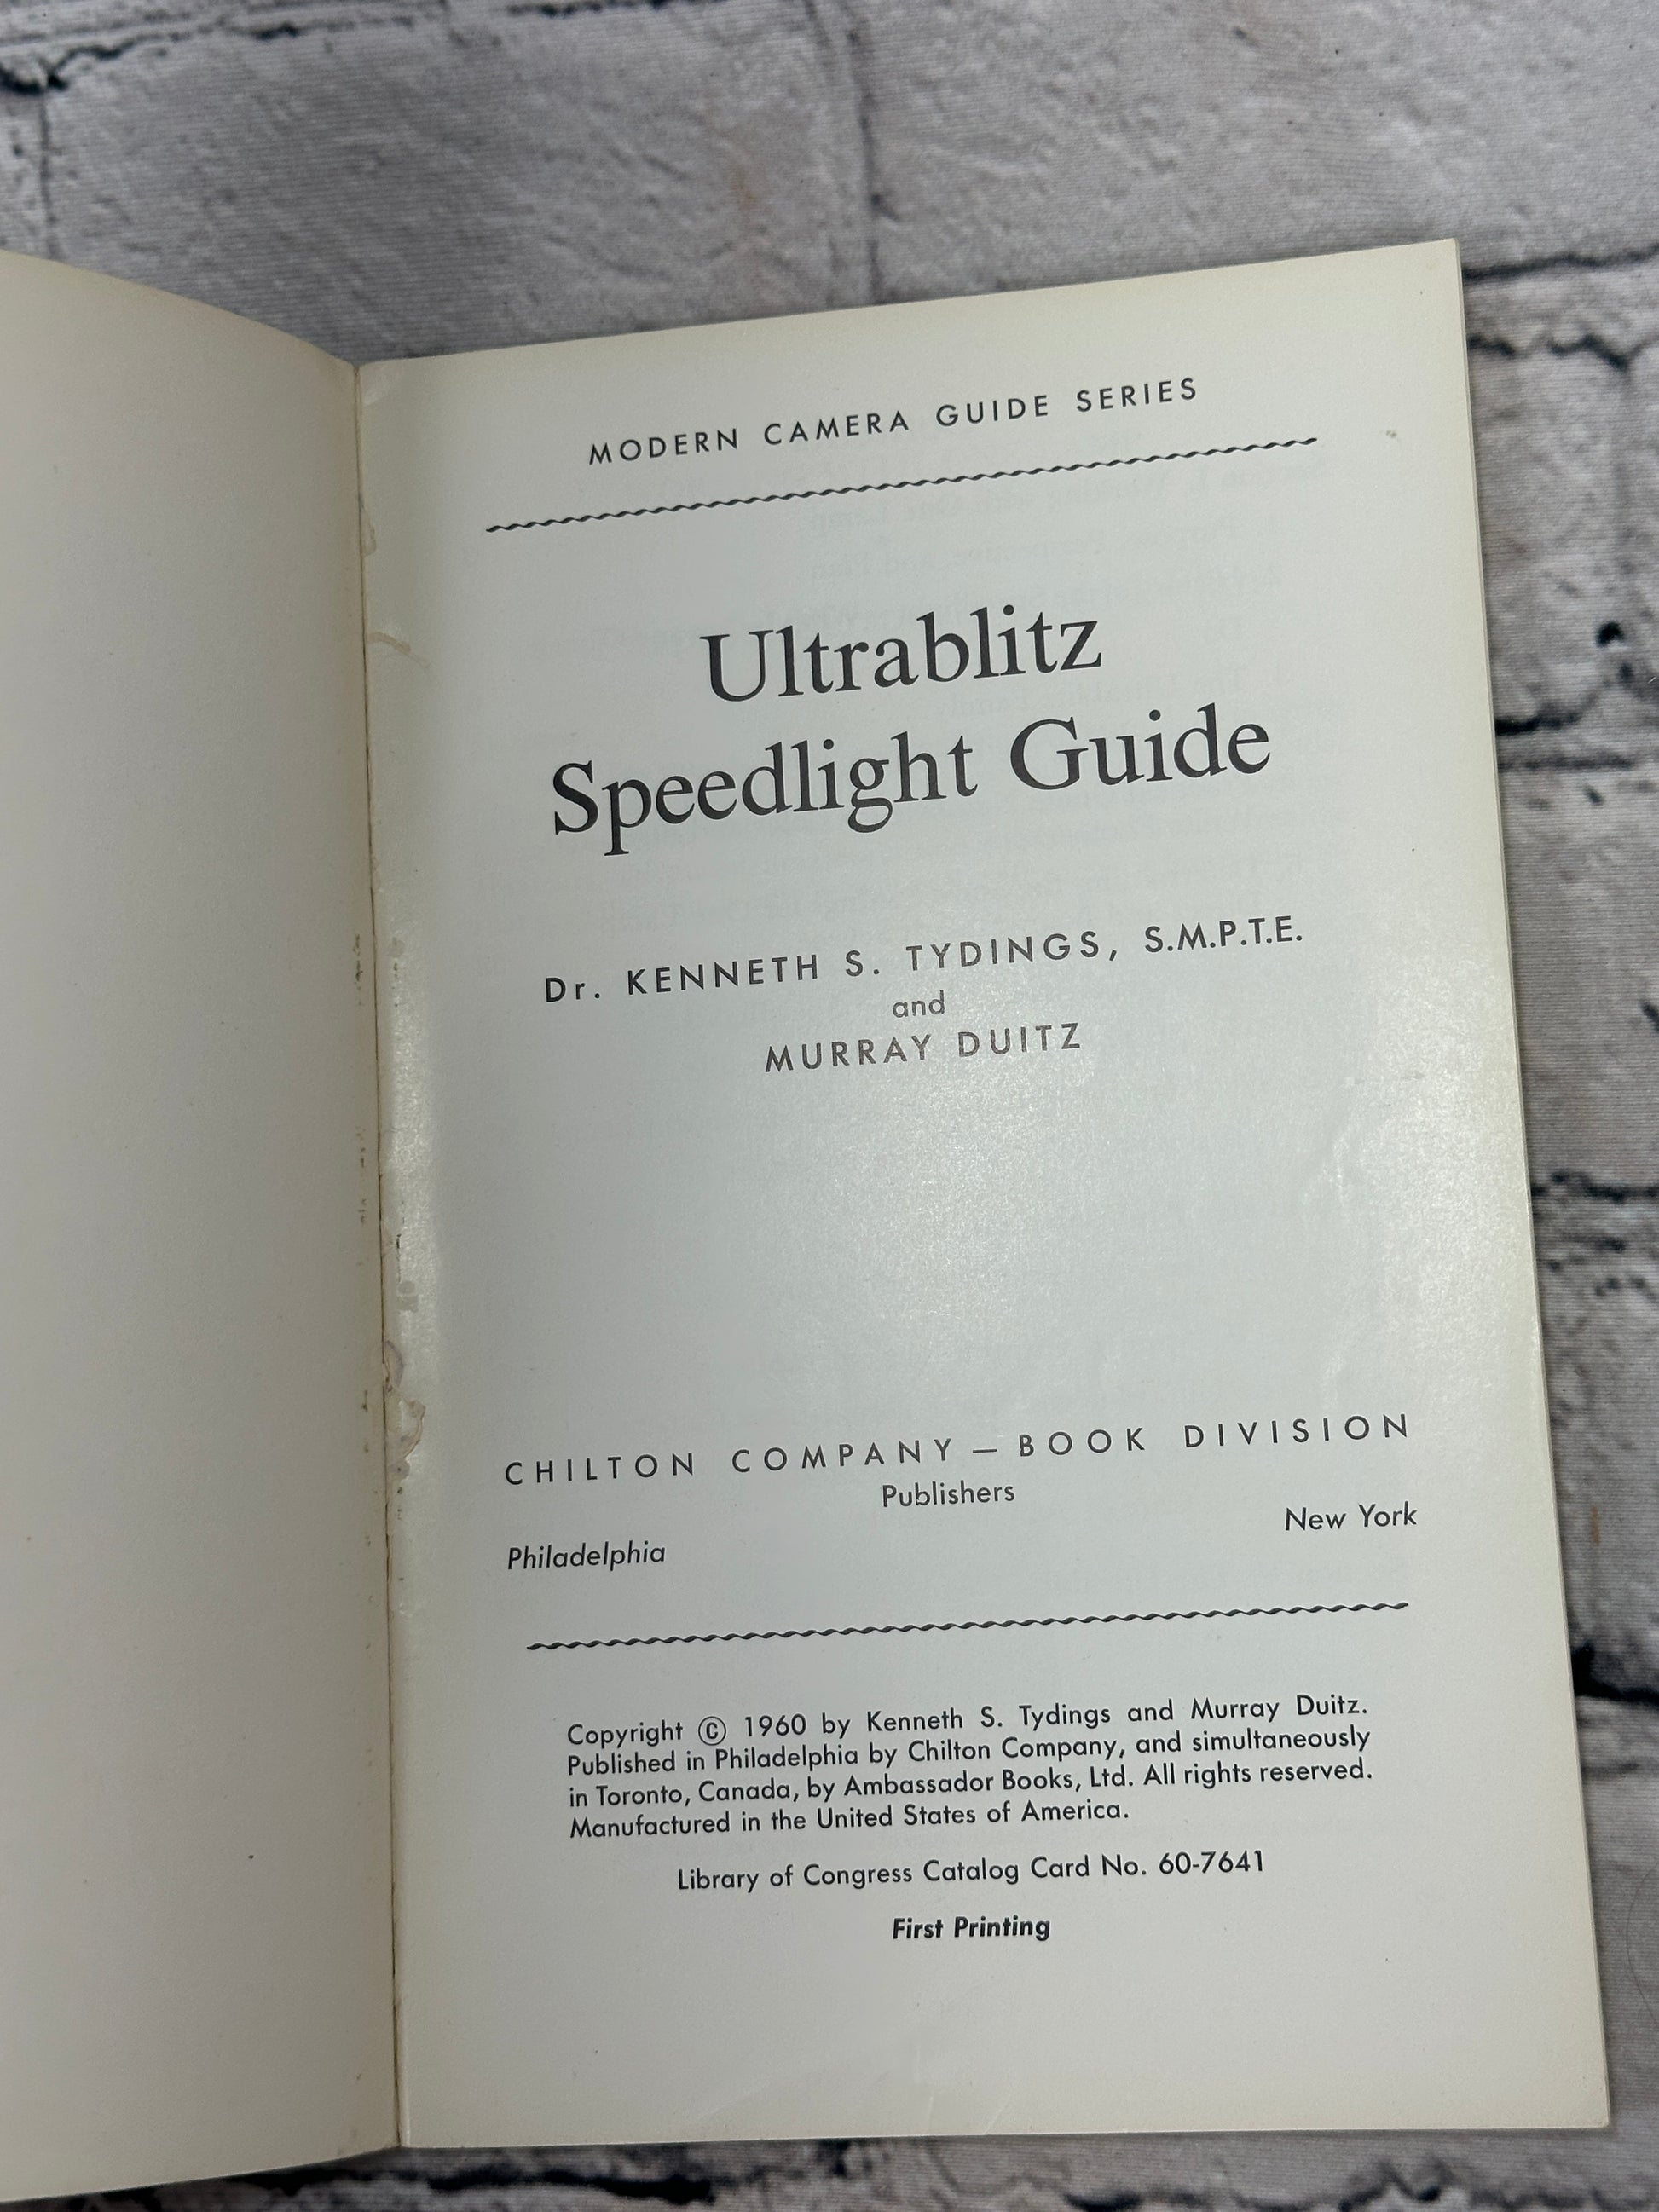 MODERN CAMERA GUIDE SERIES
Ultrablitz
Speedlight Guide
Dr. KENNETH S. TYDINGS, S.M.P.T.E.
and
MURRAY DUITZ
CHILTON COMPANY — BOOK DIVISION
Publishers
Philadelphia New York
Copyright © 1960 by Kenneth S. Tydings and Murray Duitz.
Published in Philadelphia by Chilton Company, and simultaneously
in Toronto, Canada, by Ambassador Books, Ltd. All rights reserved.
Manufactured in the United States of America.
Library of Congress Catalog Card No. 60-7641
First Printing